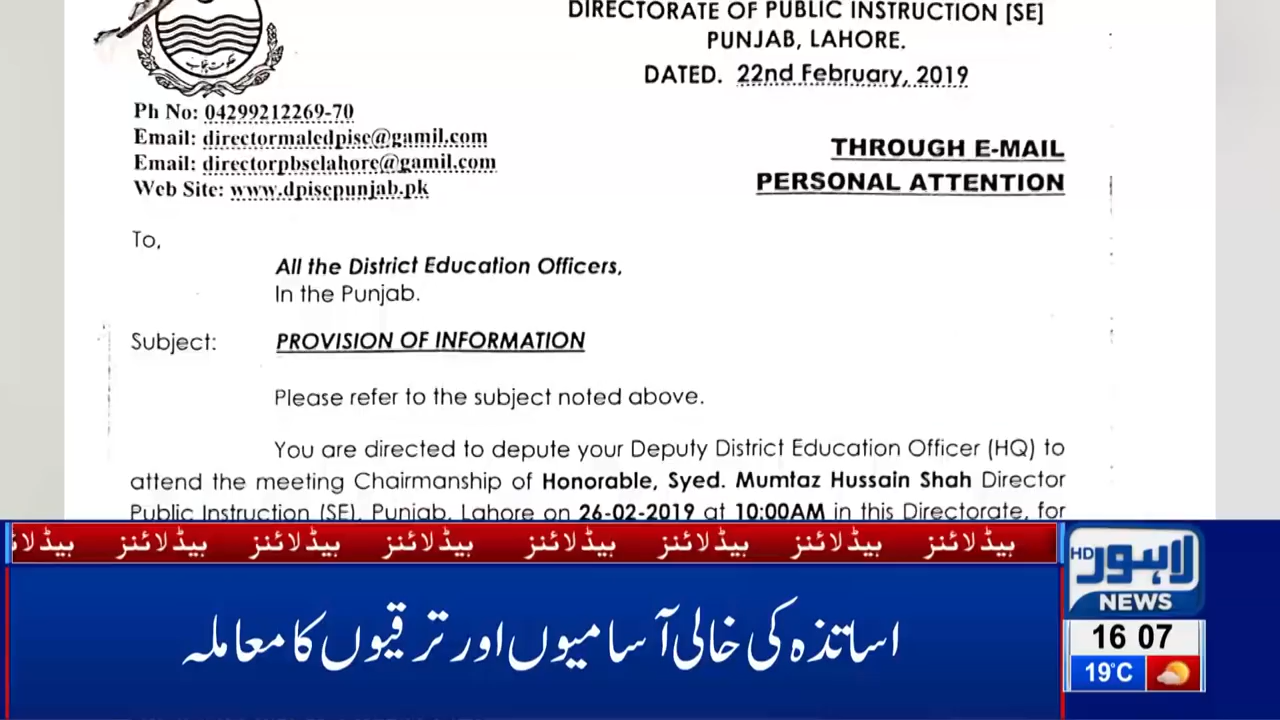 DIRECTORATE OF PUBLIC INSTRUCTION [SE]
PUNJAB, LAHORE.
DATED. 22nd February, 2019
Ph No: 04299212269-70
Email: directormaledpise@gamil.com
Email: directorpbselahore@gamil.com
Web Site: www.dpisepunjab.pk
THROUGH E-MAIL
PERSONAL ATTENTION
To,
All the District Education Officers,
In the Punjab.
Subject: PROVISION OF INFORMATION
Please refer to the subject noted above.
You are directed to depute your Deputy District Education Officer (HQ) to
attend the meeting Chairmanship of Honorable, Syed. Mumtaz Hussain Shah Director
Public Instruction (SE), Punjab, Lahore on 26-02-2019 at 10:00AM in this Directorate, for
ہیڈلائنز ہیڈلائنز ہیڈلائنز ہیڈلائنز ہیڈلائنز ہیڈلائنز ہیڈلائنز ہیڈلائنز
اساتذہ کی خالی آسامیوں اور ترقیوں کا معاملہ
لاہور HD
NEWS
16 07
19°C